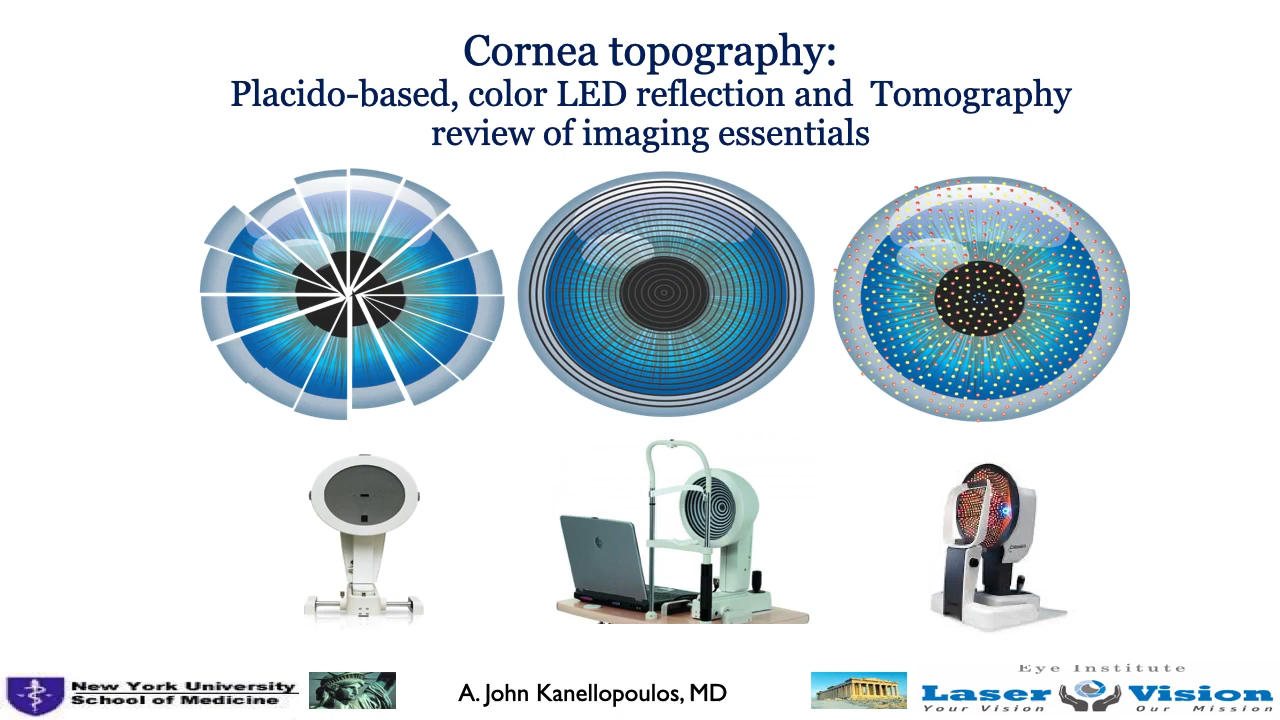 Cornea topography:
Placido-based, color LED reflection and Tomography
review of imaging essentials
New York University
School of Medicine
A. John Kanellopoulos, MD
Eye Institute
Laser Vision
Your Vision Our Mission